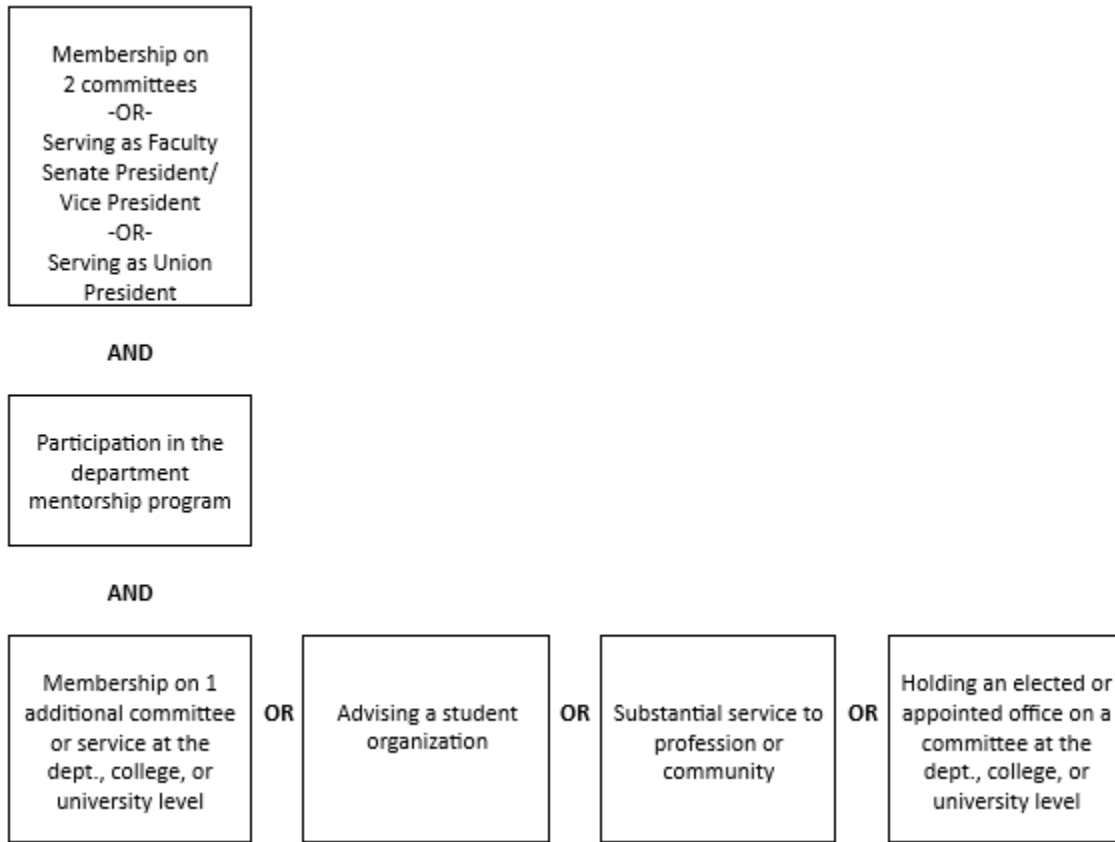 Membership on
2 committees
-OR-
Serving as Faculty
Senate President/
Vice President
-OR-
Serving as Union
President
AND
Participation in the
department
mentorship program
AND
Membership on 1
additional committee
or service at the
dept., college, or
university level
OR
Advising a student
organization
OR
Substantial service to
profession or
community
OR
Holding an elected or
appointed office on a
committee at the
dept., college, or
university level